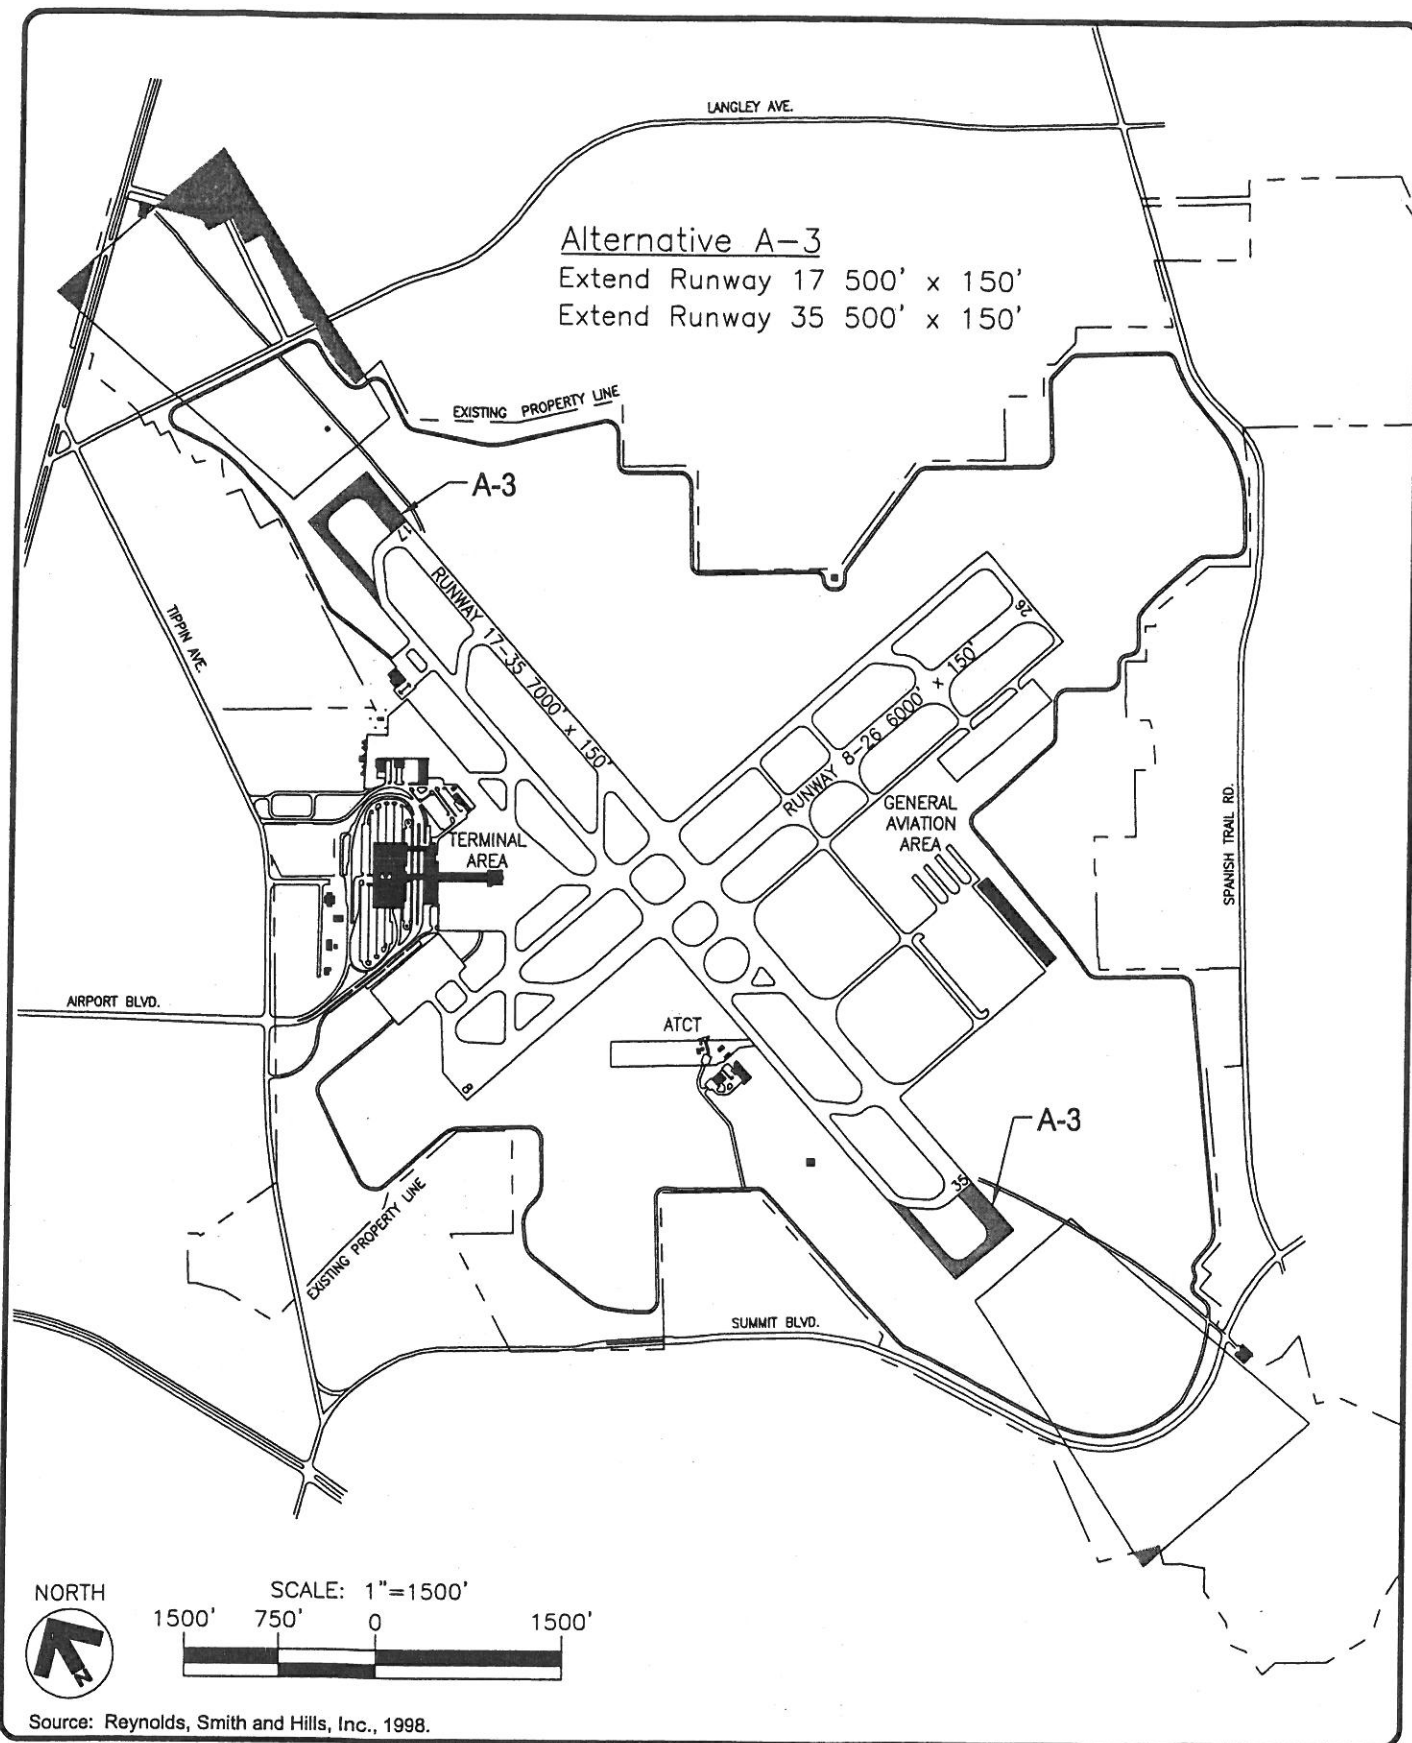 LANGLEY AVE.
Alternative A-3
Extend Runway 17 500' x 150'
Extend Runway 35 500' x 150'
EXISTING PROPERTY LINE
A-3
17
RUNWAY 17-35 7000' x 150'
TIPPIN AVE.
26
RUNWAY 8-26 6000' x 150'
GENERAL
AVIATION
AREA
TERMINAL
AREA
SPANISH TRAIL RD.
AIRPORT BLVD.
ATCT
8
A-3
35
EXISTING PROPERTY LINE
SUMMIT BLVD.
NORTH
N
SCALE: 1"=1500'
1500' 750' 0 1500'
Source: Reynolds, Smith and Hills, Inc., 1998.